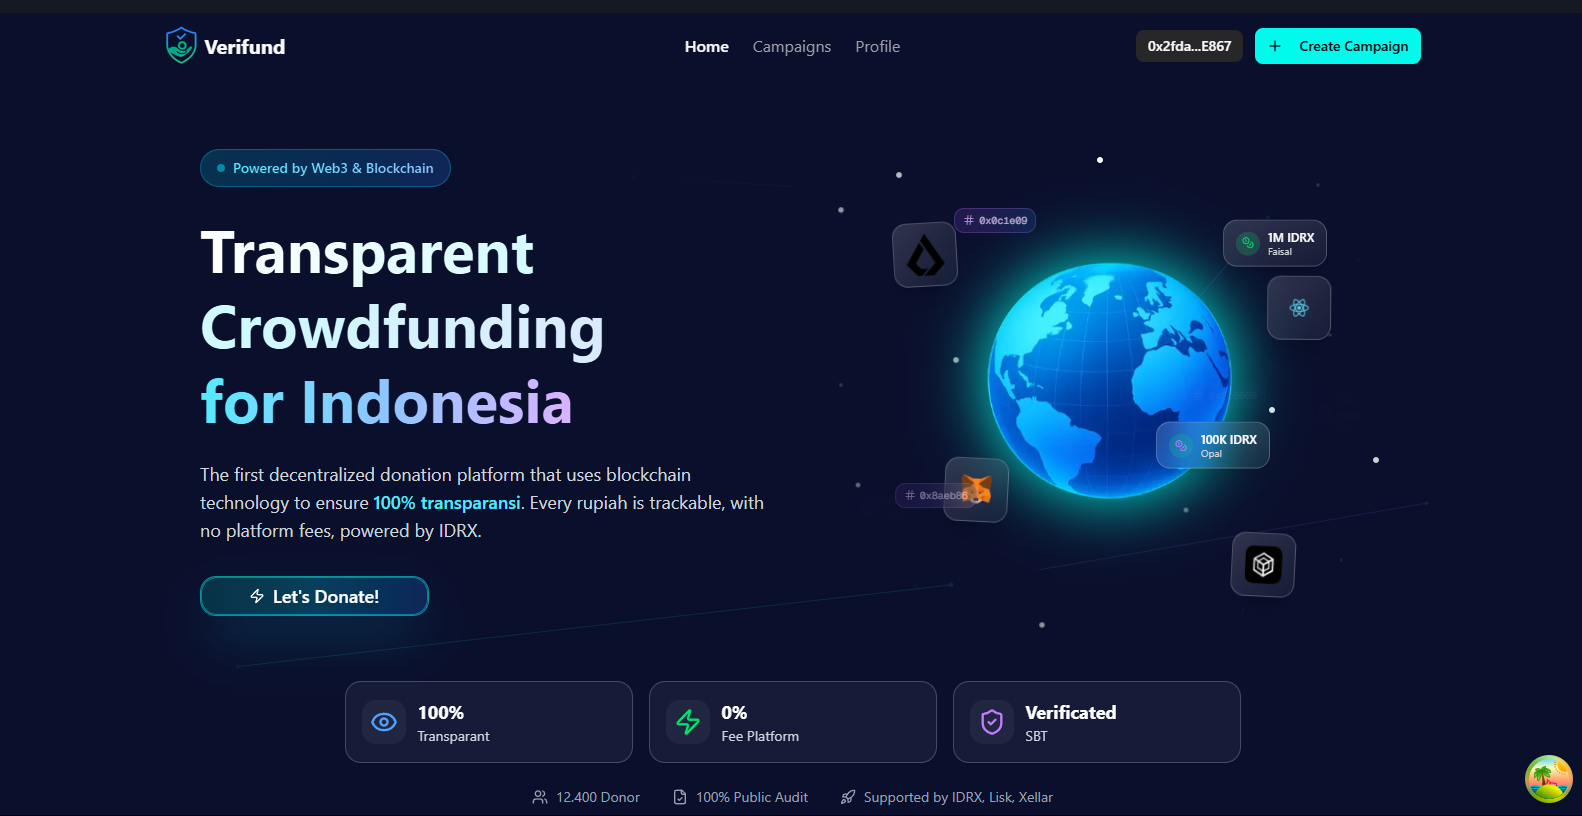 Verifund
Home
Campaigns
Profile
0x2fda...E867
Create Campaign
Powered by Web3 & Blockchain
Transparent
Crowdfunding
for Indonesia
The first decentralized donation platform that uses blockchain
technology to ensure 100% transparansi. Every rupiah is trackable, with
no platform fees, powered by IDRX.
Let's Donate!
# 0x0c1e09
1M IDRX
Faisal
100K IDRX
Opal
# 0x8aeb86
100%
Transparant
0%
Fee Platform
Verificated
SBT
12.400 Donor
100% Public Audit
Supported by IDRX, Lisk, Xellar